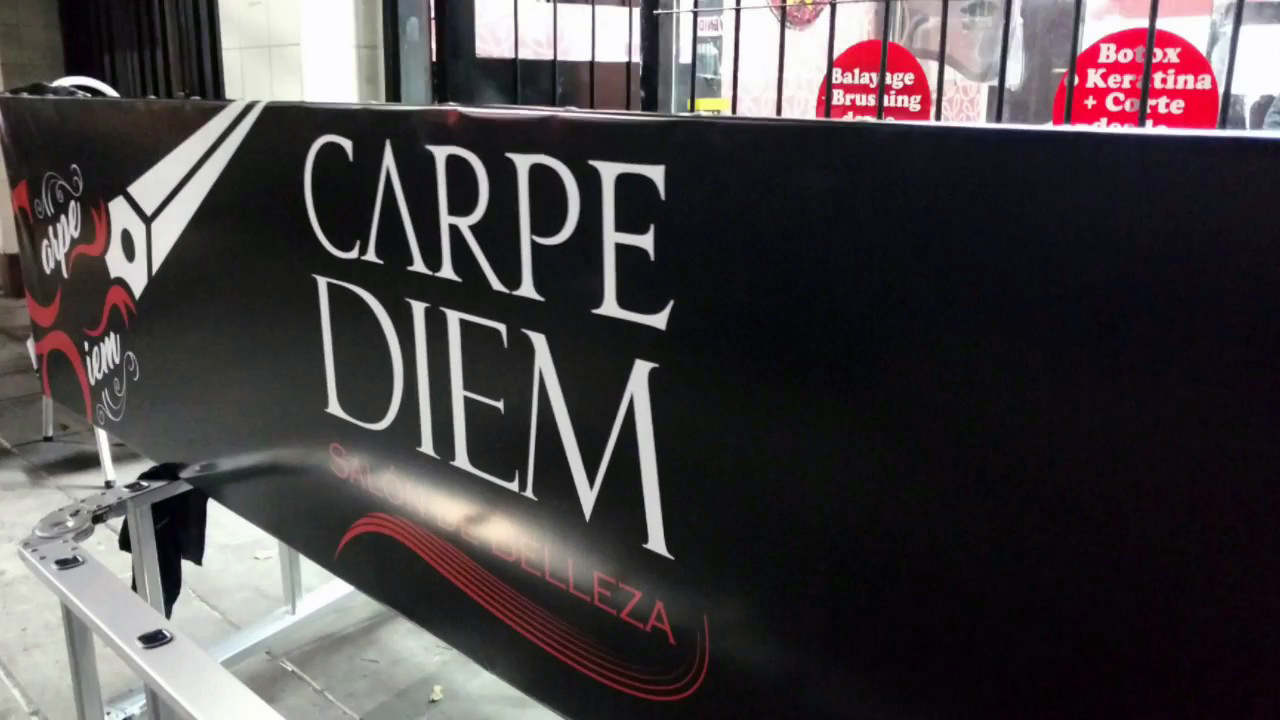 Balayage
Brushing
Botox
Keratina
+ Corte
Carpe
Diem
CARPE
DIEM
SALÓN DE BELLEZA